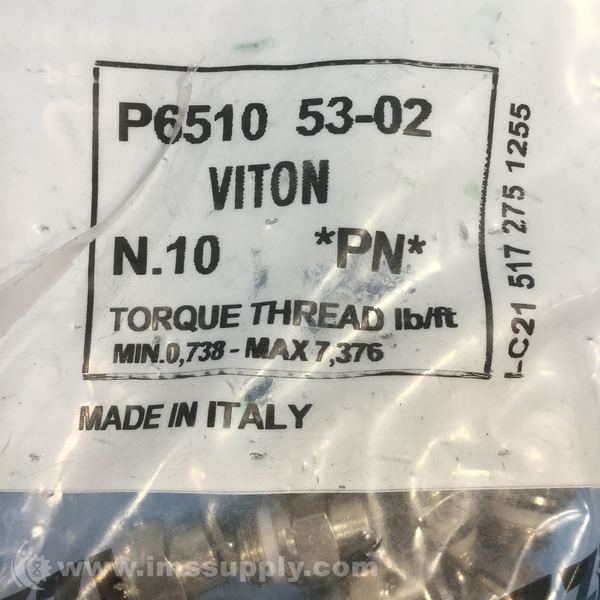 P6510 53-02
VITON
N.10 *PN*
TORQUE THREAD lb/ft
MIN.0,738 - MAX 7,376
I-C21 517 275 1255
MADE IN ITALY
www.imssupply.com